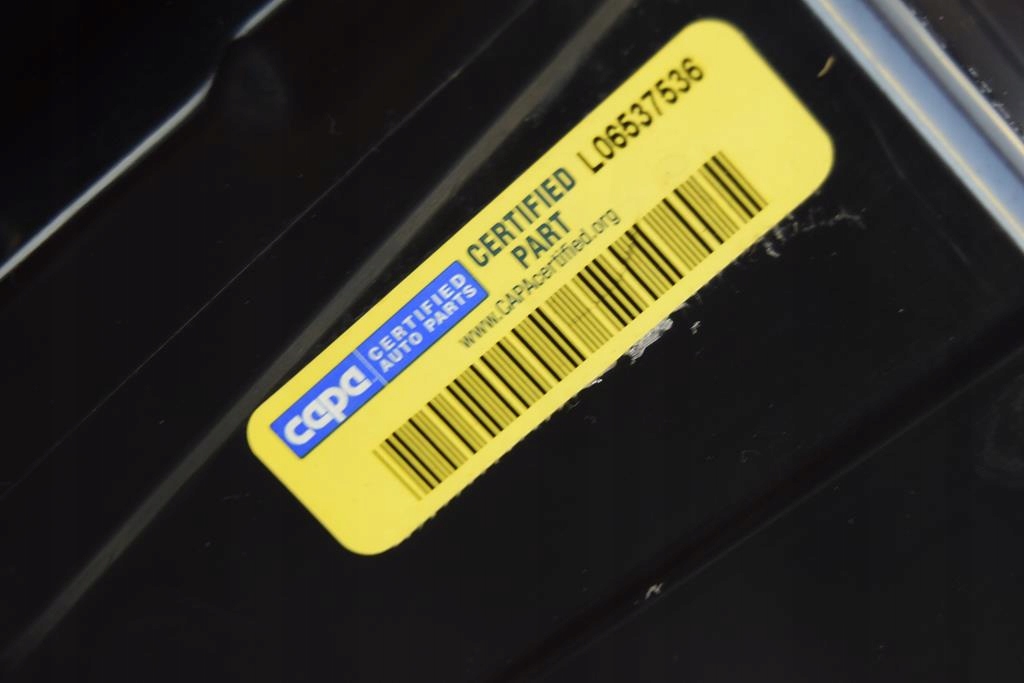 capa CERTIFIED AUTO PARTS
CERTIFIED PART
L06537536
www.CAPAcertified.org